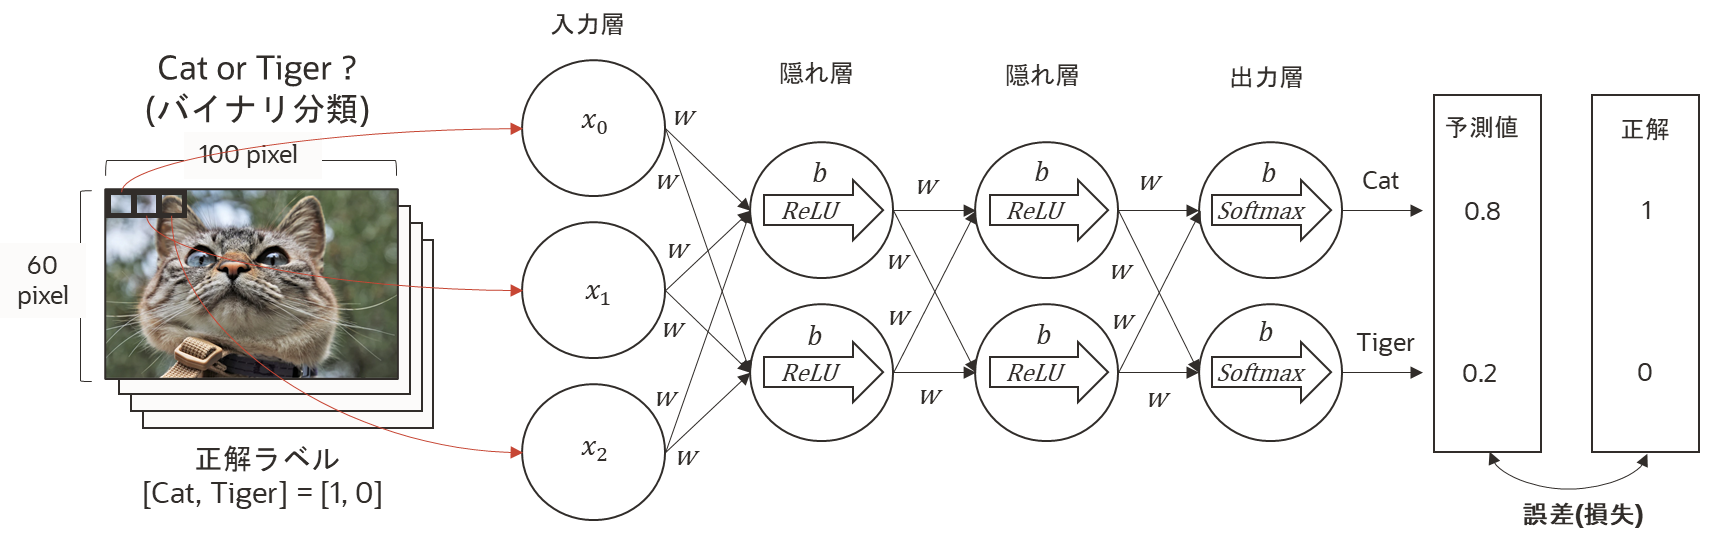 Cat or Tiger ?
(バイナリ分類)
100 pixel
60
pixel
正解ラベル
[Cat, Tiger] = [1, 0]
入力層
x₀
x₁
x₂
w
w
w
w
w
w
隠れ層
b
ReLU
b
ReLU
w
w
w
w
隠れ層
b
ReLU
b
ReLU
w
w
w
w
出力層
b
Softmax
b
Softmax
Cat
Tiger
予測値
0.8
0.2
正解
1
0
誤差(損失)